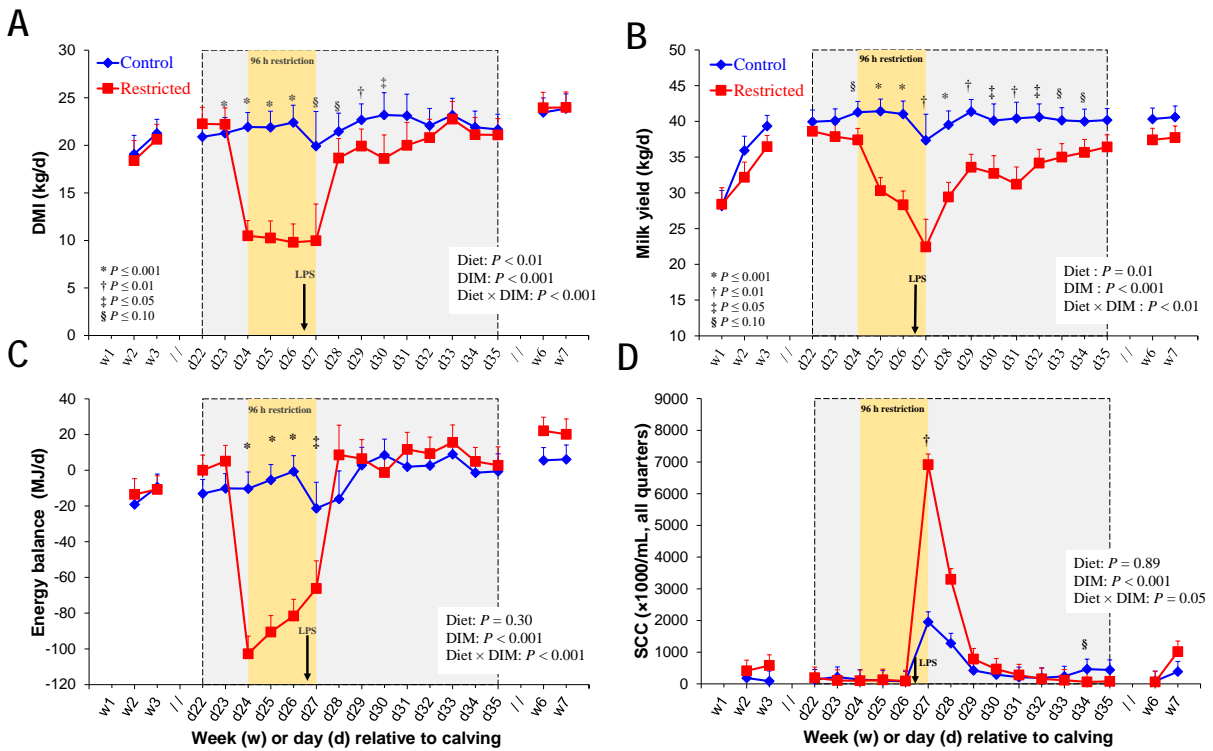 A
DMI (kg/d)
30
25
20
15
10
5
0
Control
Restricted
96 h restriction
* * * * § § † ‡
LPS
* P ≤ 0.001
† P ≤ 0.01
‡ P ≤ 0.05
§ P ≤ 0.10
Diet: P < 0.01
DIM: P < 0.001
Diet × DIM: P < 0.001
w1 w2 w3 // d22 d23 d24 d25 d26 d27 d28 d29 d30 d31 d32 d33 d34 d35 // w6 w7
B
Milk yield (kg/d)
50
45
40
35
30
25
20
15
10
Control
Restricted
96 h restriction
§ * * † * † ‡ † ‡ § §
LPS
* P ≤ 0.001
† P ≤ 0.01
‡ P ≤ 0.05
§ P ≤ 0.10
Diet : P = 0.01
DIM : P < 0.001
Diet × DIM : P < 0.01
w1 w2 w3 // d22 d23 d24 d25 d26 d27 d28 d29 d30 d31 d32 d33 d34 d35 // w6 w7
C
Energy balance (MJ/d)
40
20
0
-20
-40
-60
-80
-100
-120
96 h restriction
* * * ‡
LPS
Diet: P = 0.30
DIM: P < 0.001
Diet × DIM: P < 0.001
w1 w2 w3 // d22 d23 d24 d25 d26 d27 d28 d29 d30 d31 d32 d33 d34 d35 // w6 w7
Week (w) or day (d) relative to calving
D
SCC (×1000/mL, all quarters)
9000
8000
7000
6000
5000
4000
3000
2000
1000
0
96 h restriction
†
LPS
§
Diet: P = 0.89
DIM: P < 0.001
Diet × DIM: P = 0.05
w1 w2 w3 // d22 d23 d24 d25 d26 d27 d28 d29 d30 d31 d32 d33 d34 d35 // w6 w7
Week (w) or day (d) relative to calving